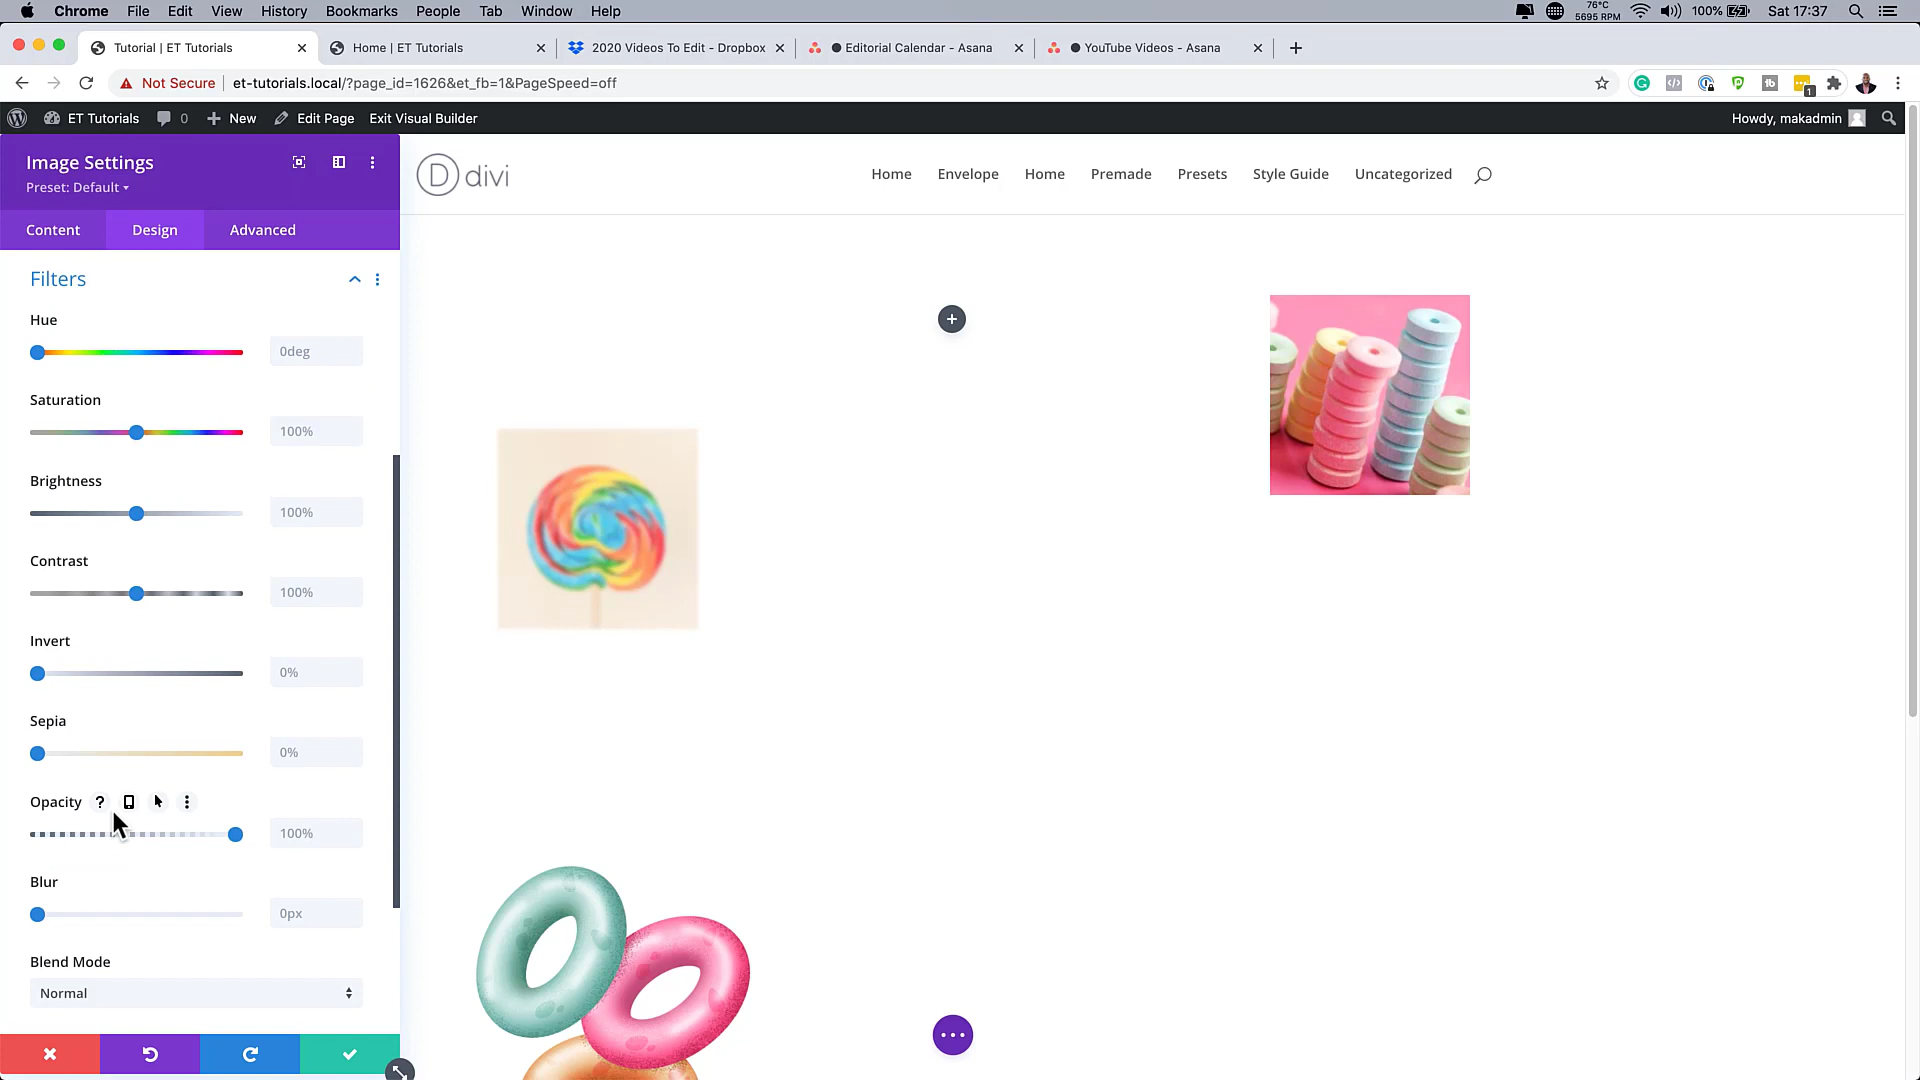 Chrome File Edit View History Bookmarks People Tab Window Help 76°C 5695 RPM 100% Sat 17:37
Tutorial | ET Tutorials Home | ET Tutorials 2020 Videos To Edit - Dropbox Editorial Calendar - Asana YouTube Videos - Asana
Not Secure et-tutorials.local/?page_id=1626&et_fb=1&PageSpeed=off 1
ET Tutorials 0 New Edit Page Exit Visual Builder Howdy, makadmin
Image Settings
Preset: Default
Content Design Advanced
D divi Home Envelope Home Premade Presets Style Guide Uncategorized
Filters
Hue
0deg
Saturation
100%
Brightness
100%
Contrast
100%
Invert
0%
Sepia
0%
Opacity ?
100%
Blur
0px
Blend Mode
Normal